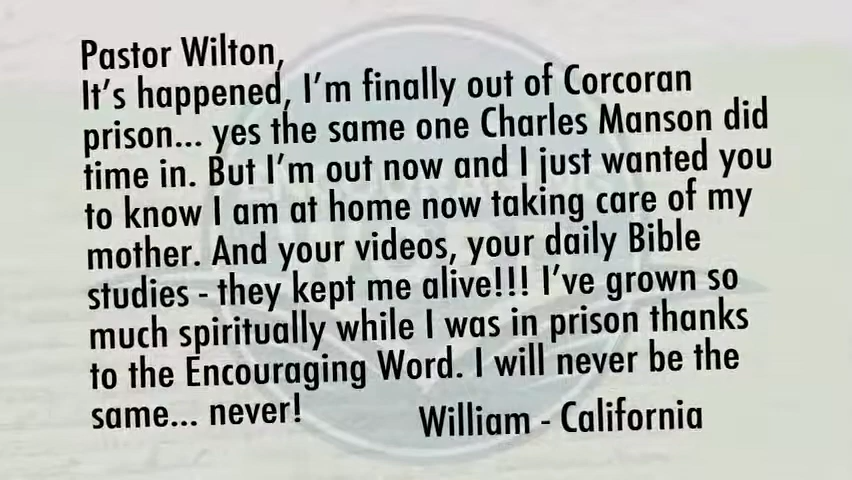 Pastor Wilton,
It's happened, I'm finally out of Corcoran
prison... yes the same one Charles Manson did
time in. But I'm out now and I just wanted you
to know I am at home now taking care of my
mother. And your videos, your daily Bible
studies - they kept me alive!!! I've grown so
much spiritually while I was in prison thanks
to the Encouraging Word. I will never be the
same... never!
William - California